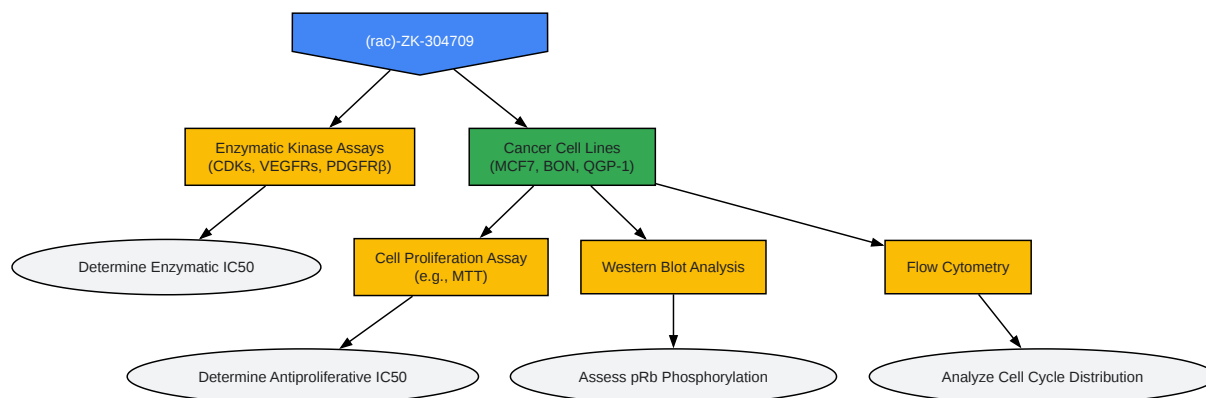 (rac)-ZK-304709
Enzymatic Kinase Assays
(CDKs, VEGFRs, PDGFRβ)
Cancer Cell Lines
(MCF7, BON, QGP-1)
Determine Enzymatic IC50
Cell Proliferation Assay
(e.g., MTT)
Western Blot Analysis
Flow Cytometry
Determine Antiproliferative IC50
Assess pRb Phosphorylation
Analyze Cell Cycle Distribution